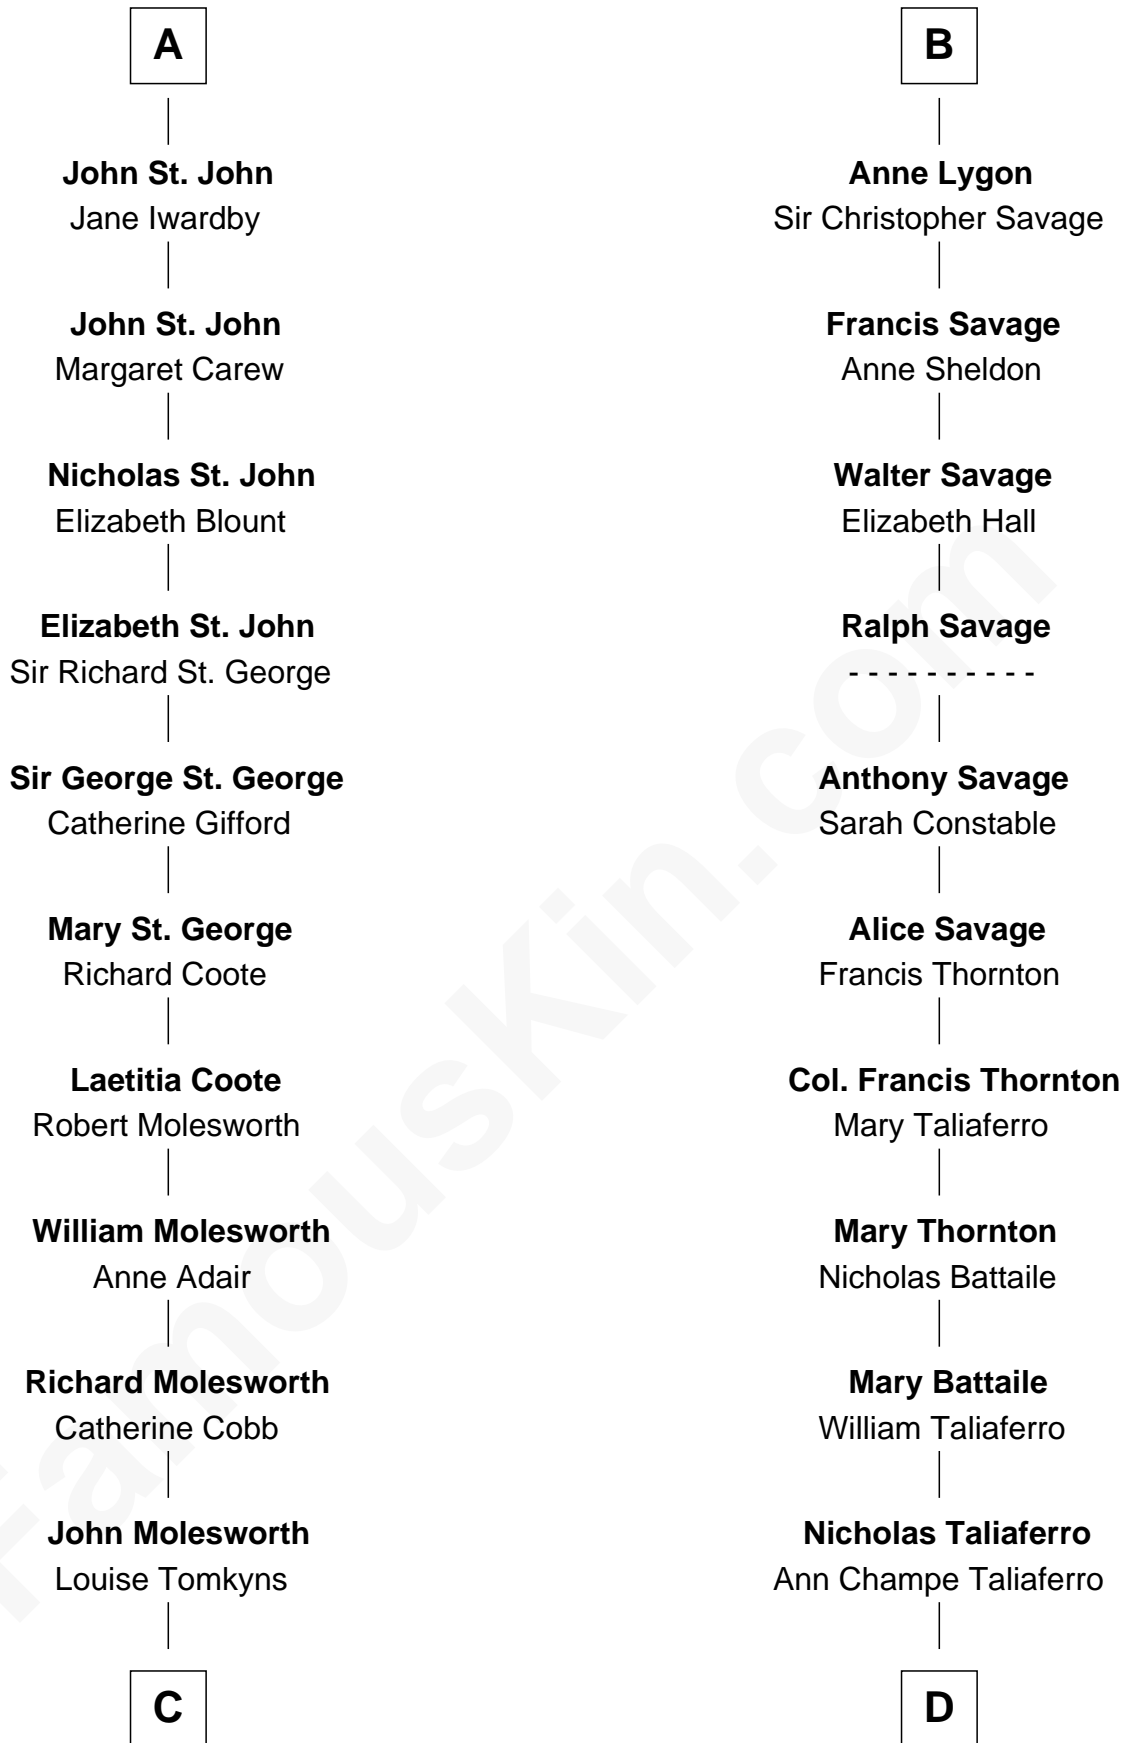 A
John St. John
Jane Iwardby
John St. John
Margaret Carew
Nicholas St. John
Elizabeth Blount
Elizabeth St. John
Sir Richard St. George
Sir George St. George
Catherine Gifford
Mary St. George
Richard Coote
Laetitia Coote
Robert Molesworth
William Molesworth
Anne Adair
Richard Molesworth
Catherine Cobb
John Molesworth
Louise Tomkyns
C
B
Anne Lygon
Sir Christopher Savage
Francis Savage
Anne Sheldon
Walter Savage
Elizabeth Hall
Ralph Savage
- - - - - - - - - -
Anthony Savage
Sarah Constable
Alice Savage
Francis Thornton
Col. Francis Thornton
Mary Taliaferro
Mary Thornton
Nicholas Battaile
Mary Battaile
William Taliaferro
Nicholas Taliaferro
Ann Champe Taliaferro
D
FamousKin.com